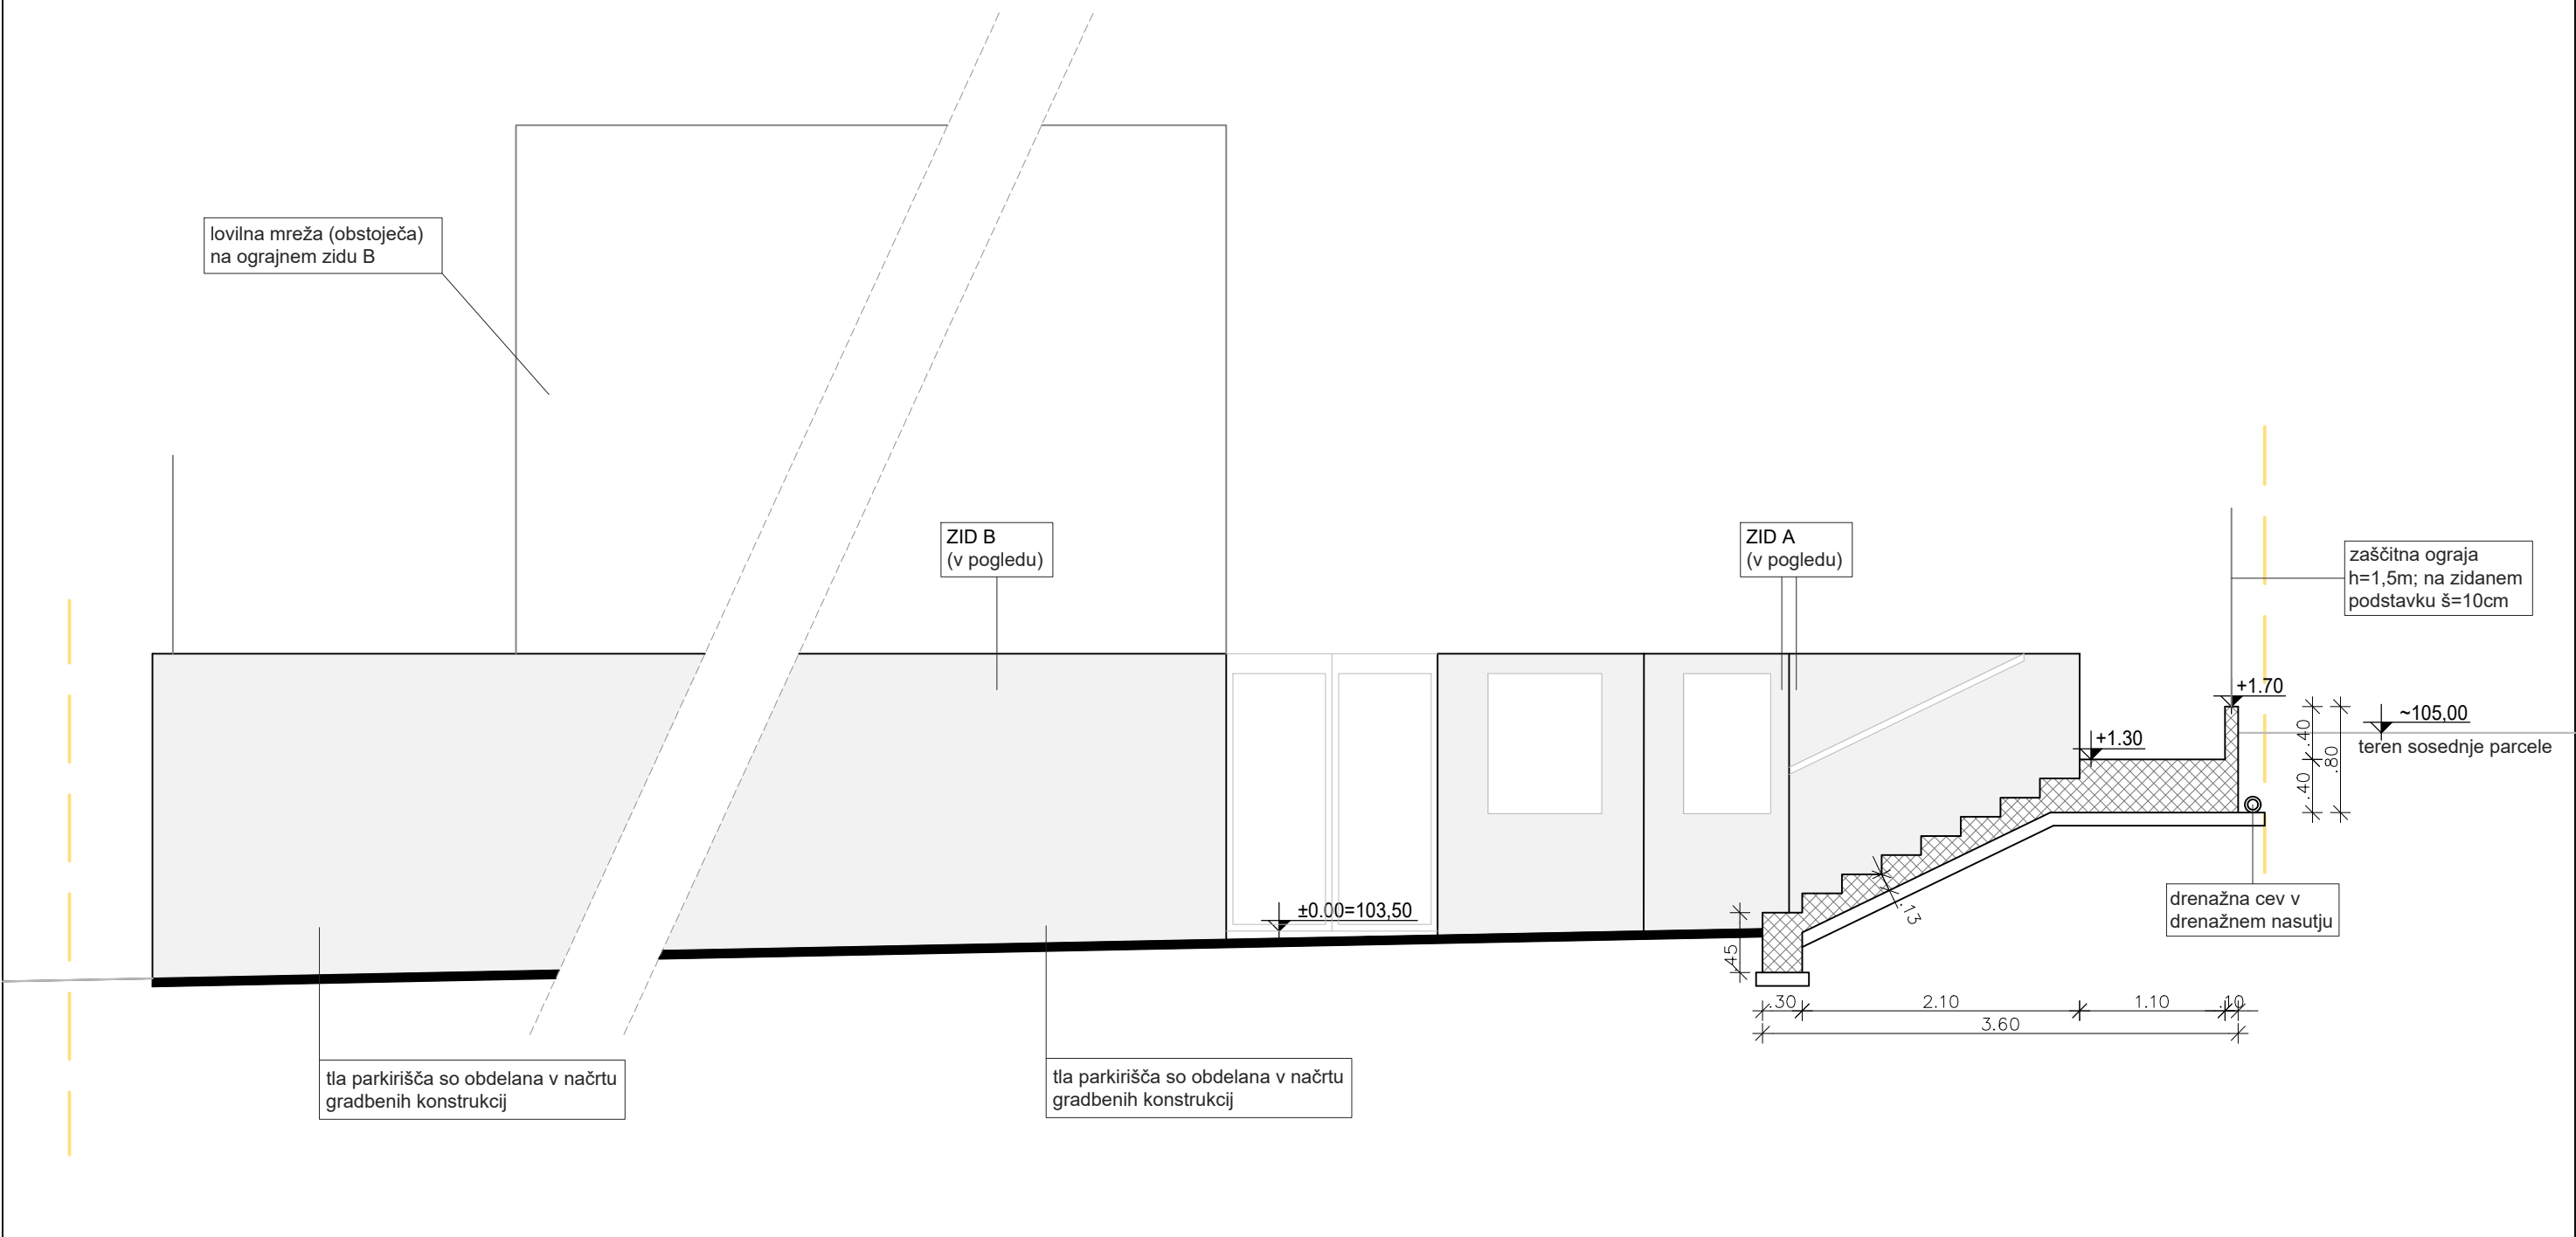 lovilna mreža (obstoječa)
na ograjnem zidu B
ZID B
(v pogledu)
ZID A
(v pogledu)
zaščitna ograja
h=1,5m; na zidanem
podstavku š=10cm
+1.70
~105,00
teren sosednje parcele
+1.30
.40
.40
.80
±0.00=103,50
.13
.45
drenažna cev v
drenažnem nasutju
.30
2.10
1.10
.10
3.60
tla parkirišča so obdelana v načrtu
gradbenih konstrukcij
tla parkirišča so obdelana v načrtu
gradbenih konstrukcij